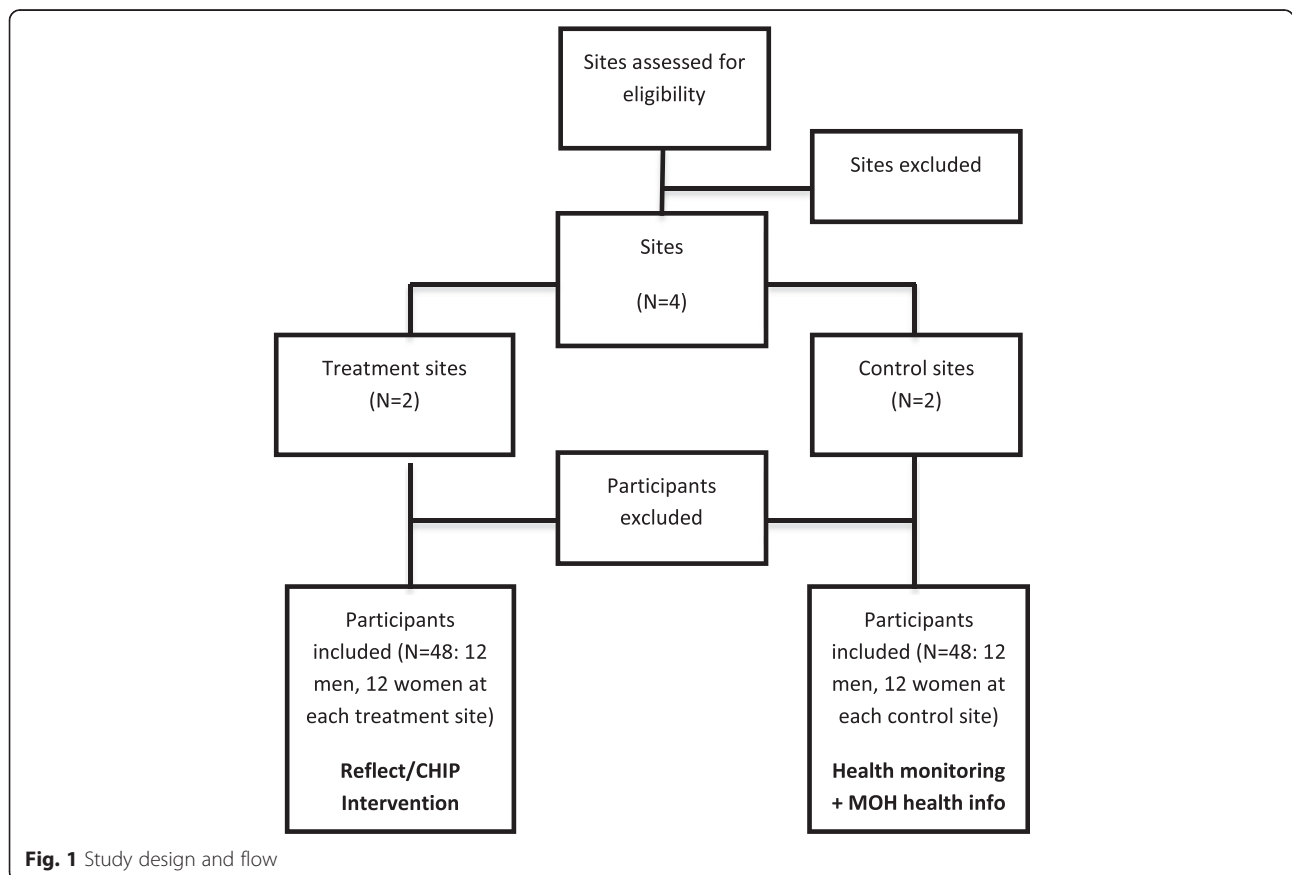 Sites assessed for
eligibility
Sites excluded
Sites
(N=4)
Treatment sites
(N=2)
Control sites
(N=2)
Participants
excluded
Participants
included (N=48: 12
men, 12 women at
each treatment site)
Reflect/CHIP
Intervention
Participants
included (N=48: 12
men, 12 women at
each control site)
Health monitoring
+ MOH health info
Fig. 1 Study design and flow